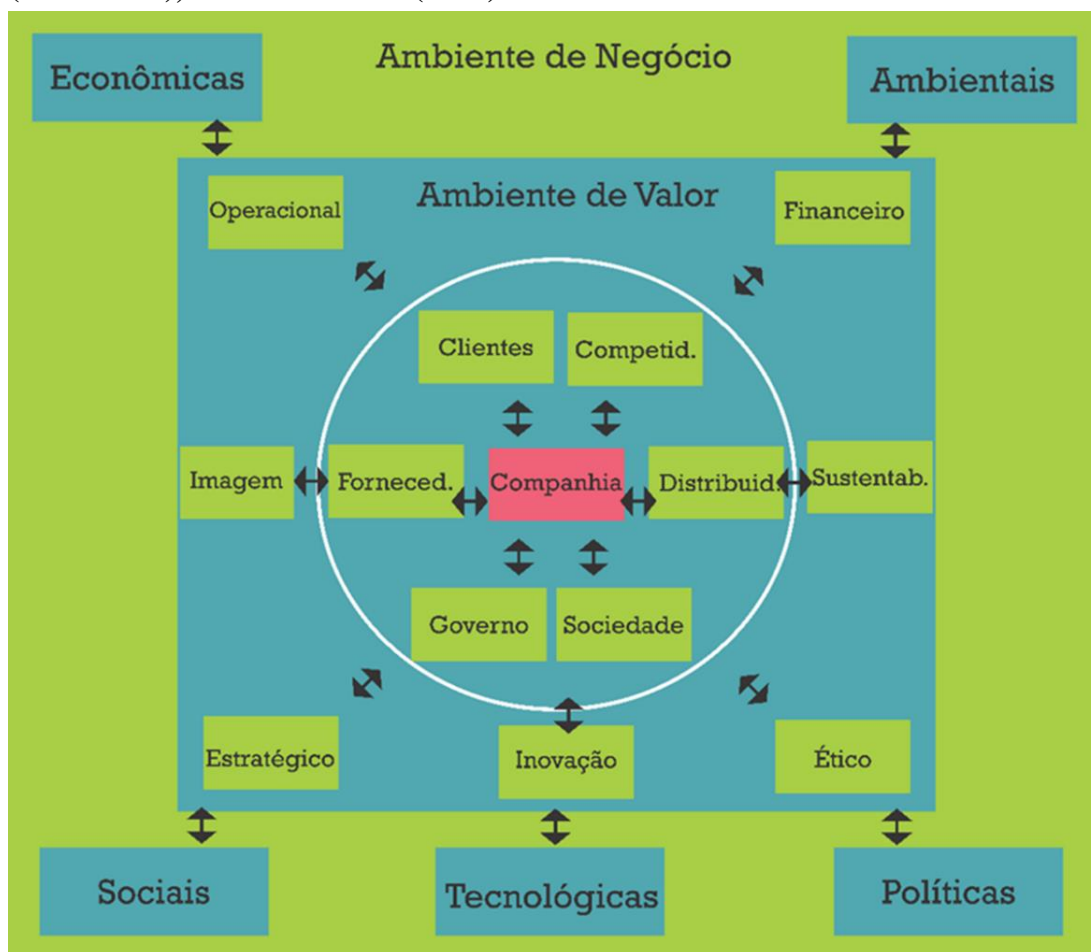 Ambiente de Negócio
Econômicas
Ambientais
Ambiente de Valor
Operacional
Financeiro
Clientes
Competid.
Imagem
Forneced.
Companhia
Distribuid.
Sustentab.
Governo
Sociedade
Estratégico
Inovação
Ético
Sociais
Tecnológicas
Políticas